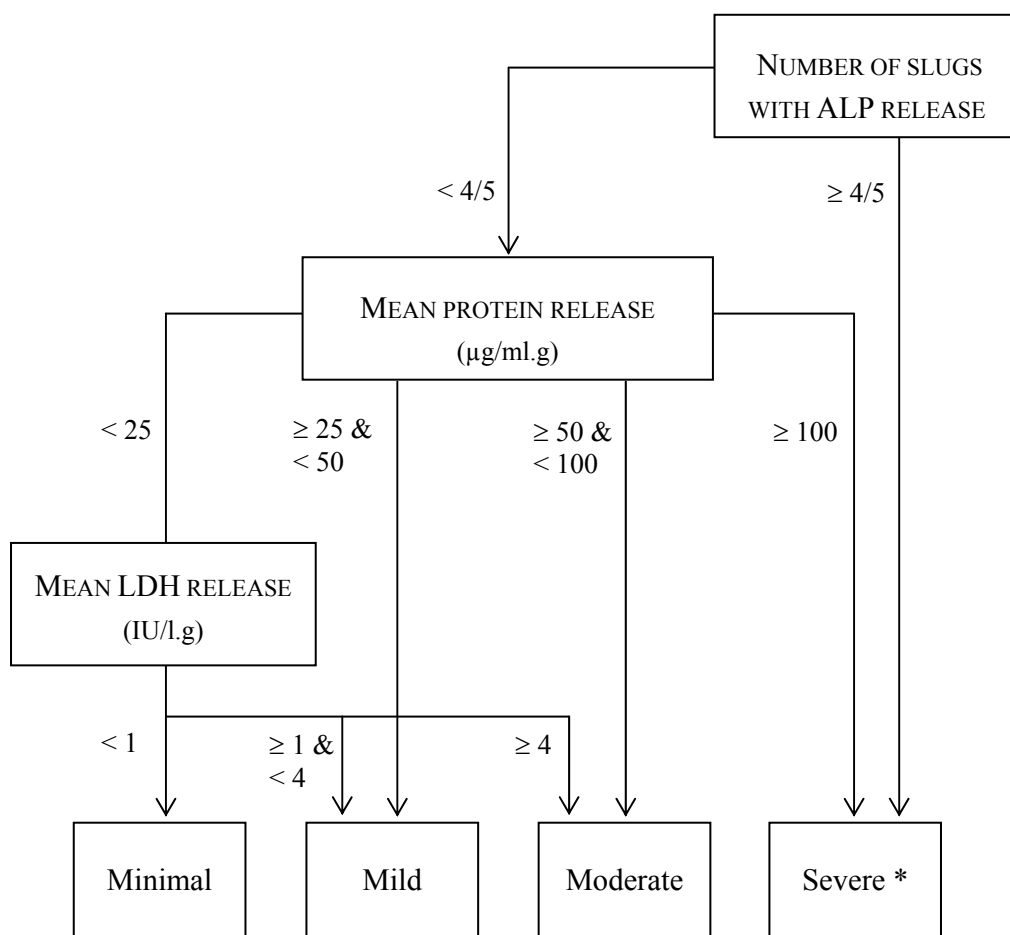 NUMBER OF SLUGS
WITH ALP RELEASE
< 4/5
≥ 4/5
MEAN PROTEIN RELEASE
(µg/ml.g)
< 25
≥ 25 &
< 50
≥ 50 &
< 100
≥ 100
MEAN LDH RELEASE
(IU/l.g)
< 1
≥ 1 &
< 4
≥ 4
Minimal
Mild
Moderate
Severe *